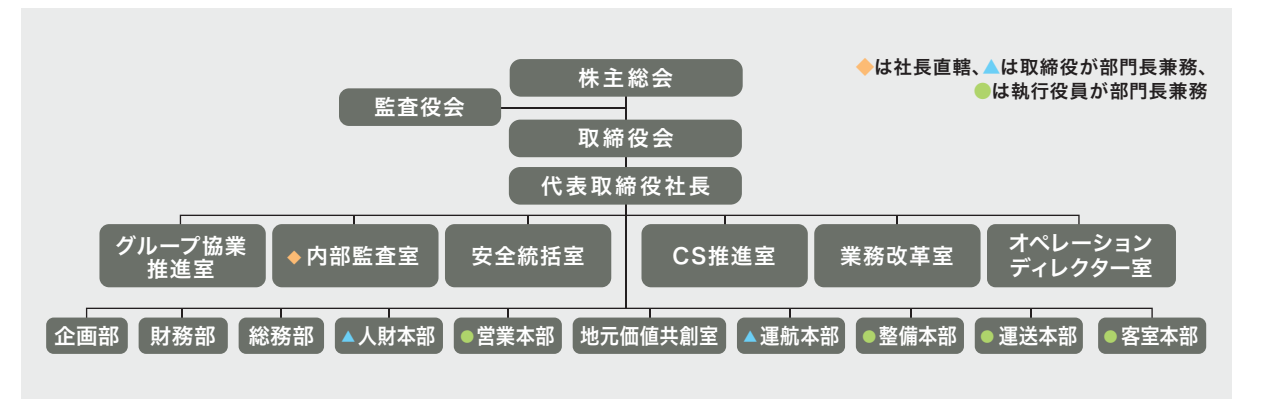 ◆は社長直轄、▲は取締役が部門長兼務、
●は執行役員が部門長兼務
株主総会
監査役会
取締役会
代表取締役社長
グループ協業
推進室
◆内部監査室
安全統括室
CS推進室
業務改革室
オペレーション
ディレクター室
企画部
財務部
総務部
▲人財本部
●営業本部
地元価値共創室
▲運航本部
●整備本部
●運送本部
●客室本部